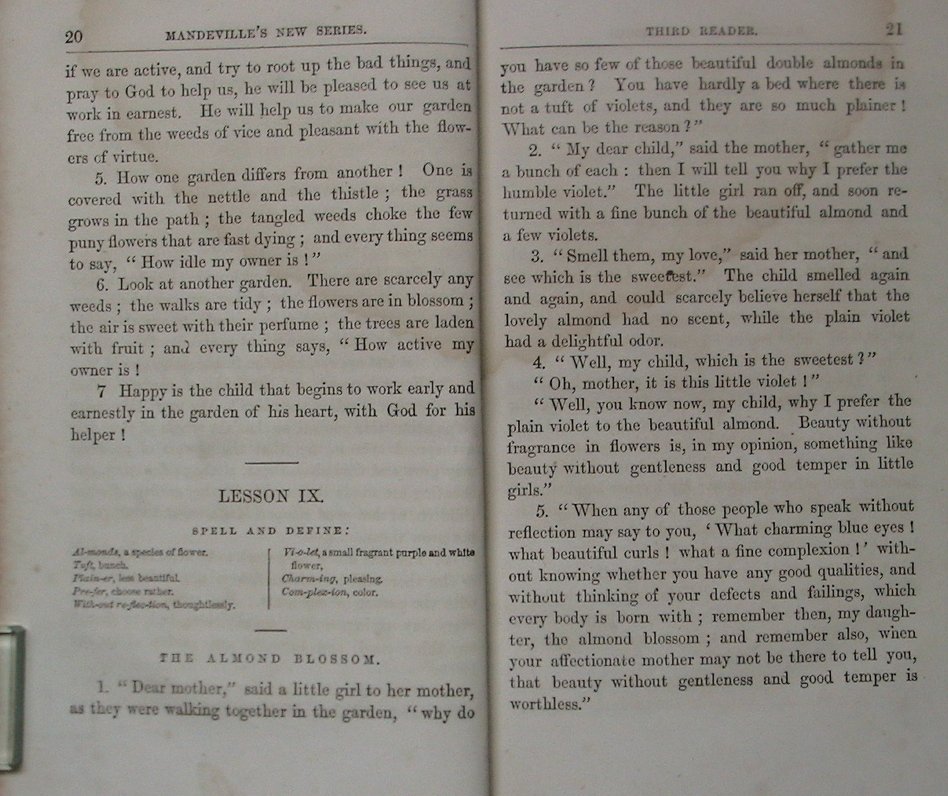 20 MANDEVILLE'S NEW SERIES.
if we are active, and try to root up the bad things, and
pray to God to help us, he will be pleased to see us at
work in earnest. He will help us to make our garden
free from the weeds of vice and pleasant with the flow-
ers of virtue.
5. How one garden differs from another! One is
covered with the nettle and the thistle; the grass
grows in the path; the tangled weeds choke the few
puny flowers that are fast dying; and every thing seems
to say, "How idle my owner is!"
6. Look at another garden. There are scarcely any
weeds; the walks are tidy; the flowers are in blossom;
the air is sweet with their perfume; the trees are laden
with fruit; and every thing says, "How active my
owner is!
7 Happy is the child that begins to work early and
earnestly in the garden of his heart, with God for his
helper!
LESSON IX.
SPELL AND DEFINE:
Al-monds, a species of flower.
Tuft, bunch.
Plain-er, less beautiful.
Pre-fer, choose rather.
With-out re-flec-tion, thoughtlessly.
Vi-o-let, a small fragrant purple and white
flower,
Charm-ing, pleasing.
Com-plex-ion, color.
THE ALMOND BLOSSOM.
1. "Dear mother," said a little girl to her mother,
as they were walking together in the garden, "why do
THIRD READER. 21
you have so few of those beautiful double almonds in
the garden? You have hardly a bed where there is
not a tuft of violets, and they are so much plainer!
What can be the reason?"
2. "My dear child," said the mother, "gather me
a bunch of each: then I will tell you why I prefer the
humble violet." The little girl ran off, and soon re-
turned with a fine bunch of the beautiful almond and
a few violets.
3. "Smell them, my love," said her mother, "and
see which is the sweetest." The child smelled again
and again, and could scarcely believe herself that the
lovely almond had no scent, while the plain violet
had a delightful odor.
4. "Well, my child, which is the sweetest?"
"Oh, mother, it is this little violet!"
"Well, you know now, my child, why I prefer the
plain violet to the beautiful almond. Beauty without
fragrance in flowers is, in my opinion, something like
beauty without gentleness and good temper in little
girls."
5. "When any of those people who speak without
reflection may say to you, 'What charming blue eyes!
what beautiful curls! what a fine complexion!' with-
out knowing whether you have any good qualities, and
without thinking of your defects and failings, which
every body is born with; remember then, my daugh-
ter, the almond blossom; and remember also, when
your affectionate mother may not be there to tell you,
that beauty without gentleness and good temper is
worthless."